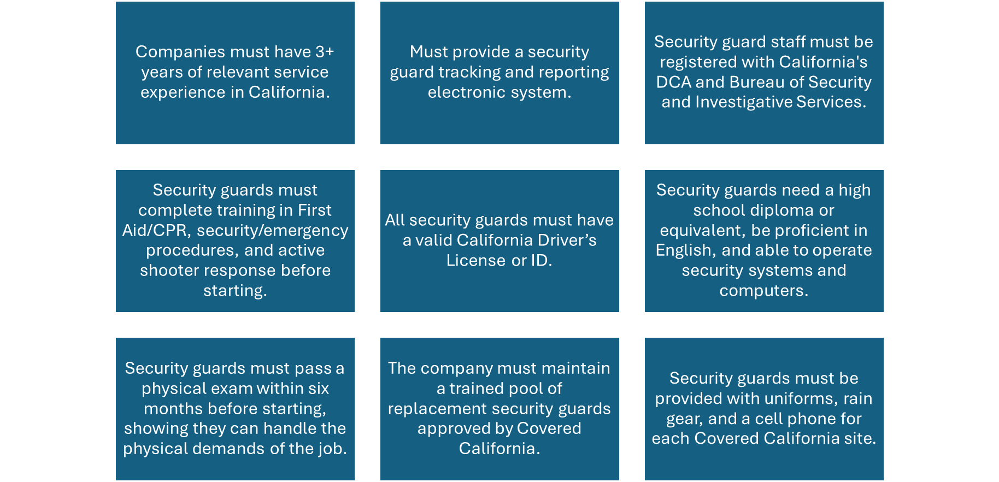 Companies must have 3+
years of relevant service
experience in California.
Must provide a security
guard tracking and reporting
electronic system.
Security guard staff must be
registered with California's
DCA and Bureau of Security
and Investigative Services.
Security guards must
complete training in First
Aid/CPR, security/emergency
procedures, and active
shooter response before
starting.
All security guards must have
a valid California Driver’s
License or ID.
Security guards need a high
school diploma or
equivalent, be proficient in
English, and able to operate
security systems and
computers.
Security guards must pass a
physical exam within six
months before starting,
showing they can handle the
physical demands of the job.
The company must maintain
a trained pool of
replacement security guards
approved by Covered
California.
Security guards must be
provided with uniforms, rain
gear, and a cell phone for
each Covered California site.